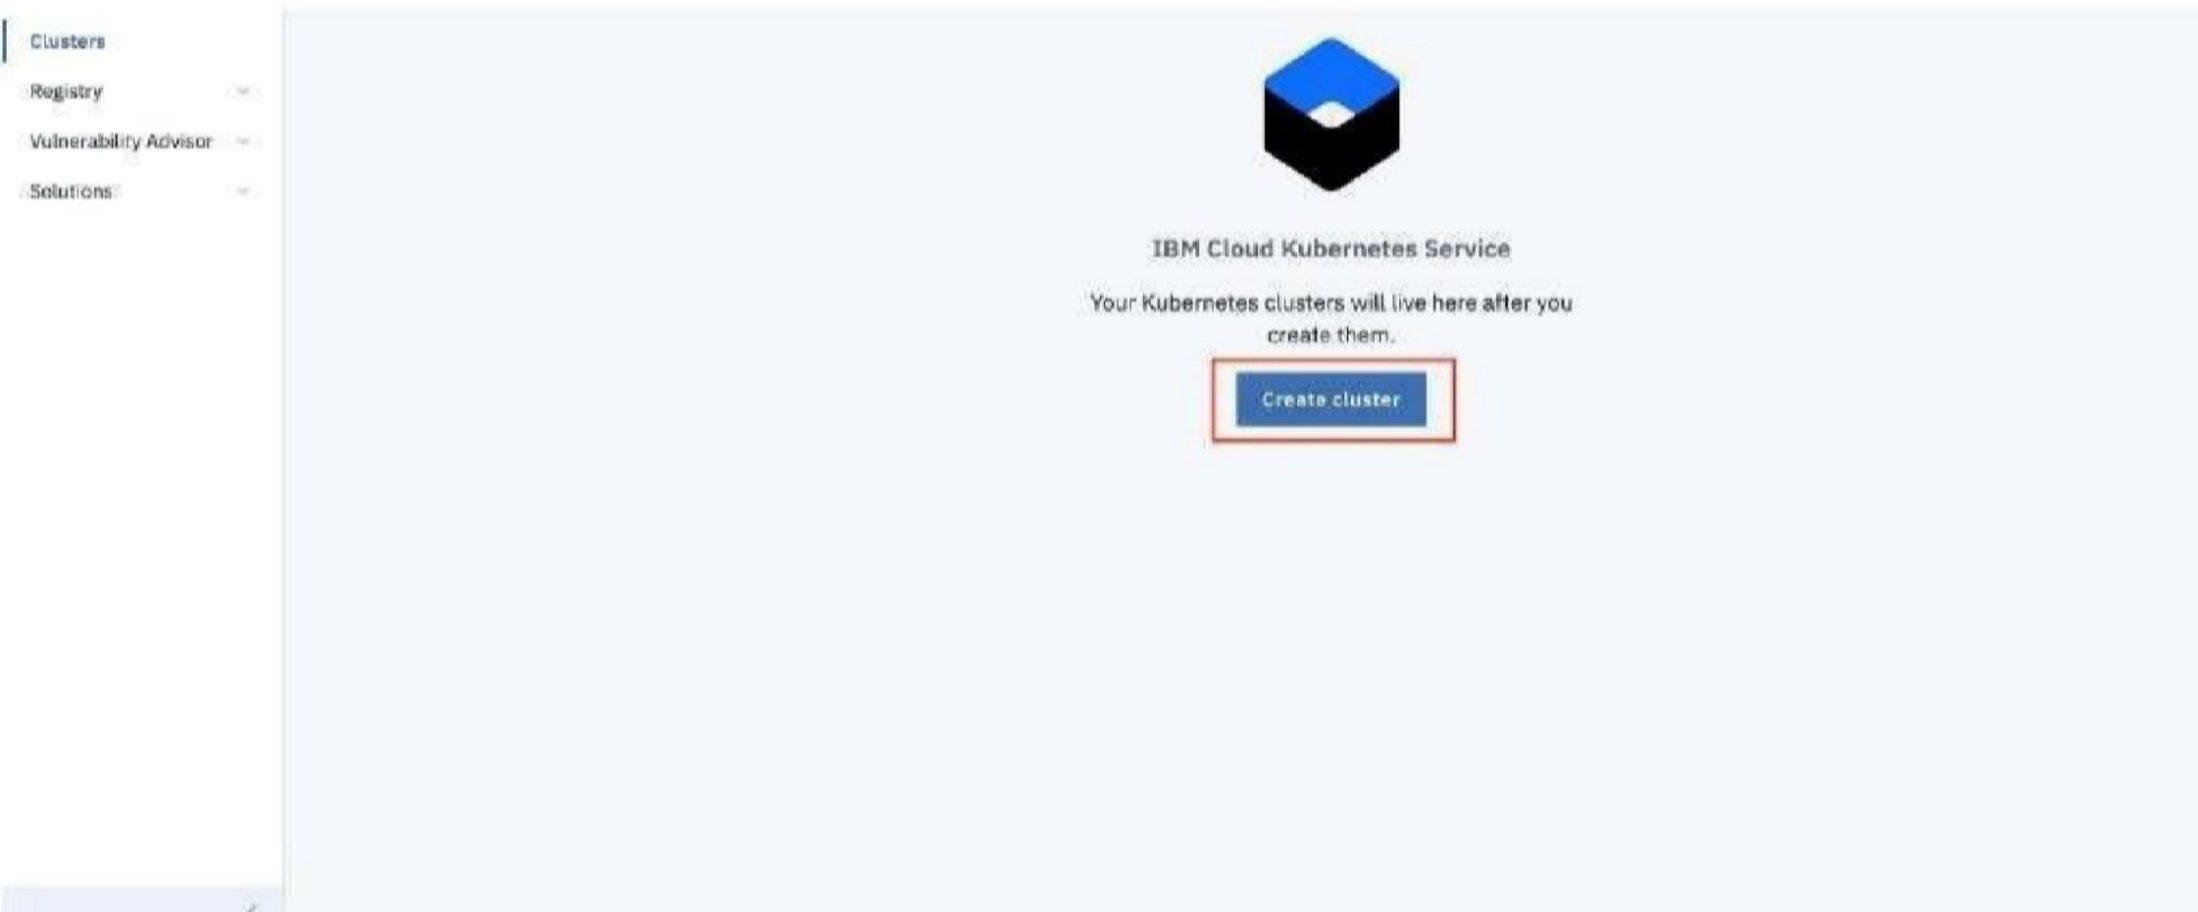 Clusters
Registry
Vulnerability Advisor
Solutions
IBM Cloud Kubernetes Service
Your Kubernetes clusters will live here after you
create them.
Create cluster